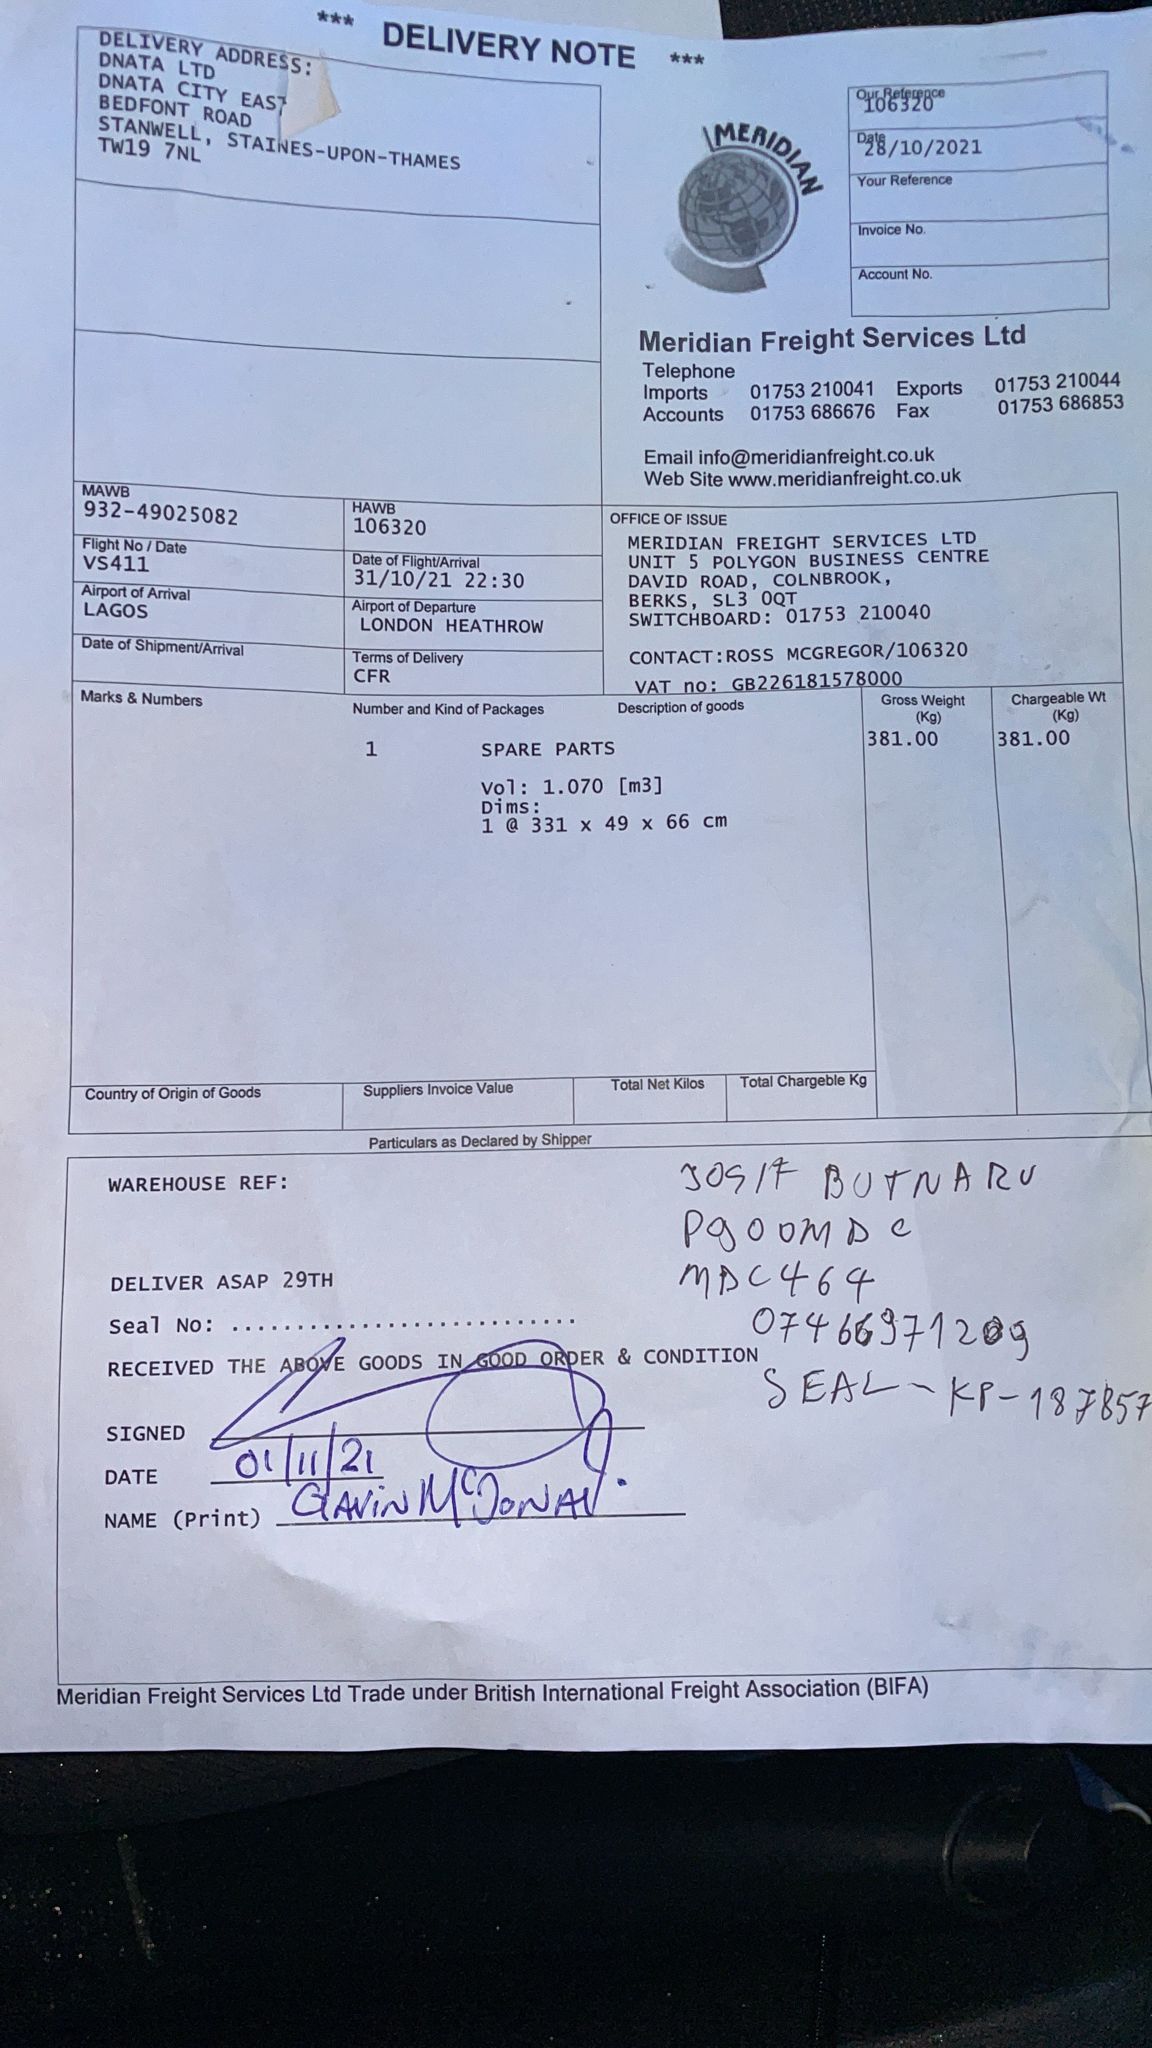 *** DELIVERY NOTE ***
DELIVERY ADDRESS:
DNATA LTD
DNATA CITY EAST
BEDFONT ROAD
STANWELL, STAINES-UPON-THAMES
TW19 7NL
MERIDIAN
Our Reference
106320
Date
28/10/2021
Your Reference
Invoice No.
Account No.
Meridian Freight Services Ltd
Telephone
Imports 01753 210041 Exports 01753 210044
Accounts 01753 686676 Fax 01753 686853
Email info@meridianfreight.co.uk
Web Site www.meridianfreight.co.uk
MAWB
932-49025082
HAWB
106320
Flight No / Date
VS411
Date of Flight/Arrival
31/10/21 22:30
Airport of Arrival
LAGOS
Airport of Departure
LONDON HEATHROW
Date of Shipment/Arrival
Terms of Delivery
CFR
OFFICE OF ISSUE
MERIDIAN FREIGHT SERVICES LTD
UNIT 5 POLYGON BUSINESS CENTRE
DAVID ROAD, COLNBROOK,
BERKS, SL3 0QT
SWITCHBOARD: 01753 210040
CONTACT:ROSS MCGREGOR/106320
VAT no: GB226181578000
Marks & Numbers
Number and Kind of Packages
Description of goods
Gross Weight
(Kg)
Chargeable Wt
(Kg)
1 SPARE PARTS 381.00 381.00
Vol: 1.070 [m3]
Dims:
1 @ 331 x 49 x 66 cm
Country of Origin of Goods
Suppliers Invoice Value
Total Net Kilos
Total Chargeble Kg
Particulars as Declared by Shipper
WAREHOUSE REF:
BUTNARU
MDC464
DELIVER ASAP 29TH
Seal No: ...........................
RECEIVED THE ABOVE GOODS IN GOOD ORDER & CONDITION
SEAL - KP-187857
SIGNED
DATE 01/11/21
NAME (Print) GAVIN
Meridian Freight Services Ltd Trade under British International Freight Association (BIFA)